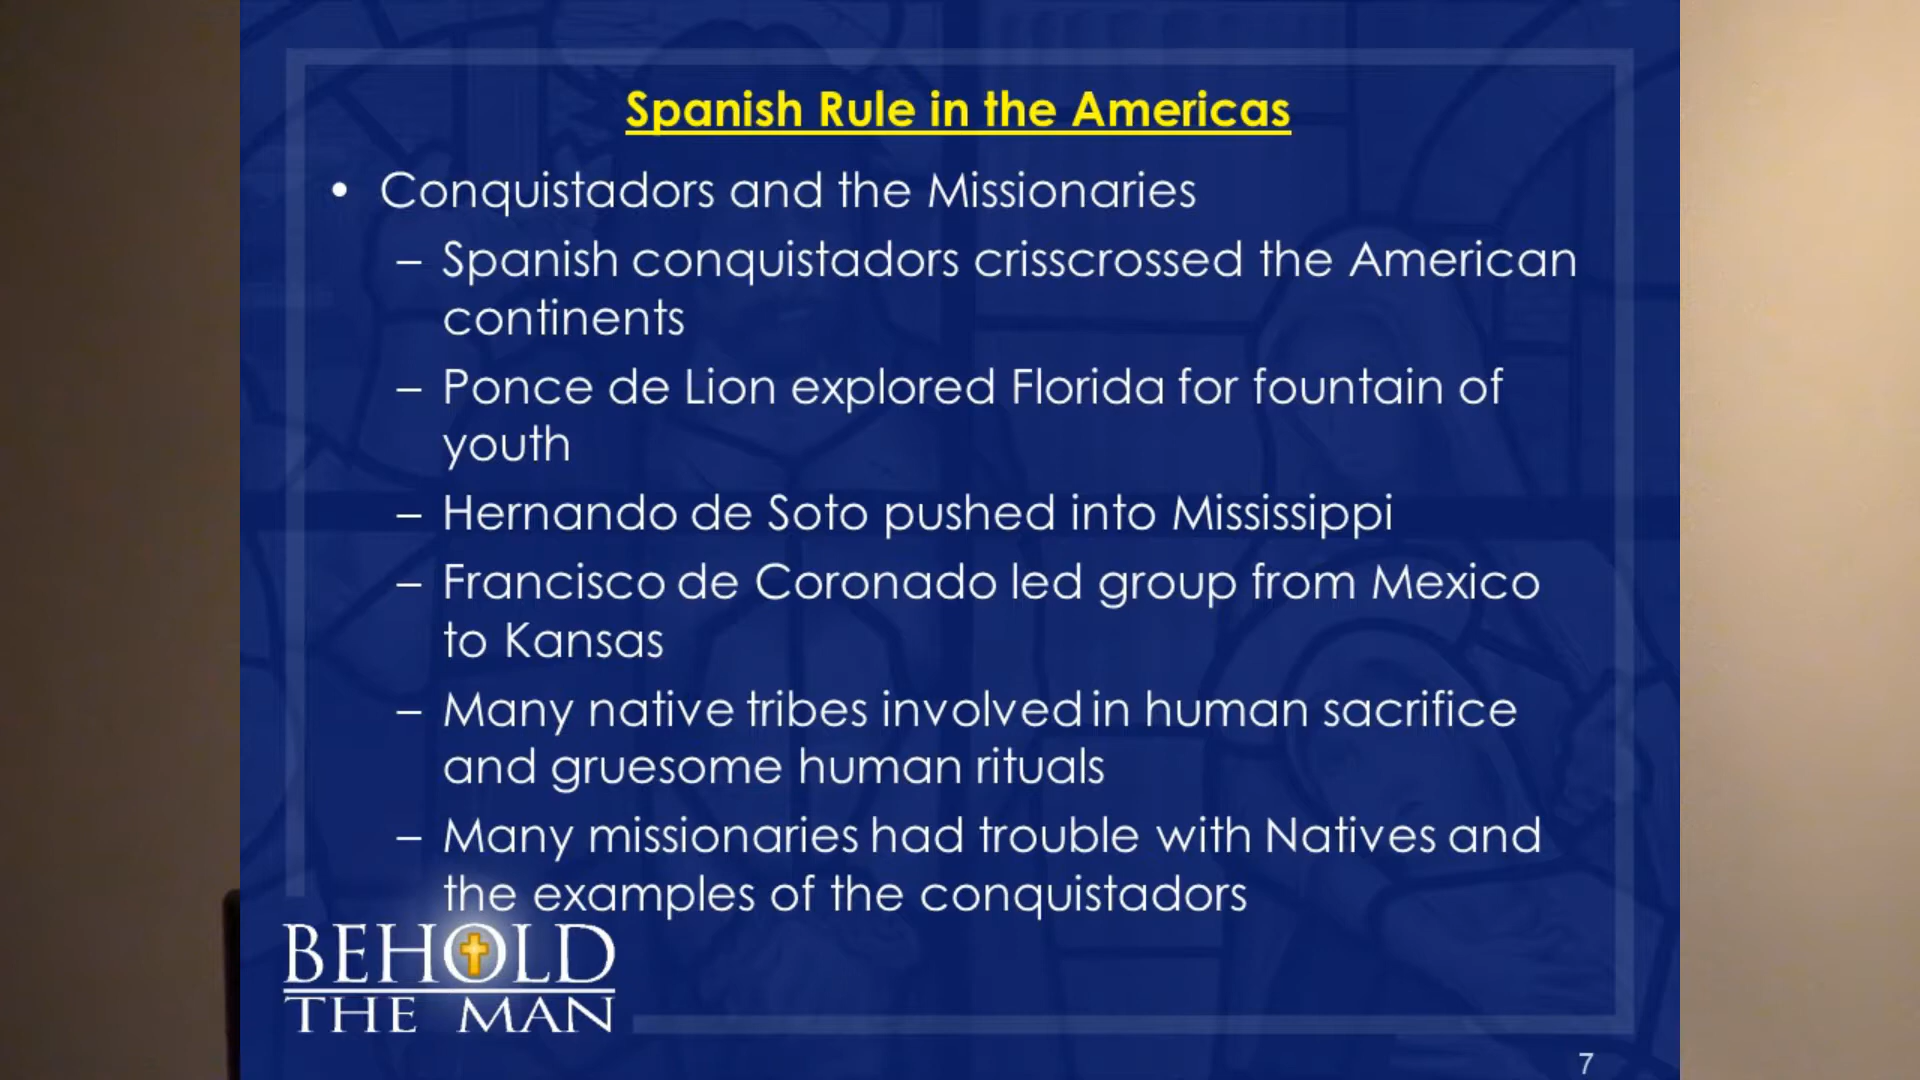 Spanish Rule in the Americas
• Conquistadors and the Missionaries
– Spanish conquistadors crisscrossed the American
continents
– Ponce de Lion explored Florida for fountain of
youth
– Hernando de Soto pushed into Mississippi
– Francisco de Coronado led group from Mexico
to Kansas
– Many native tribes involved in human sacrifice
and gruesome human rituals
– Many missionaries had trouble with Natives and
the examples of the conquistadors
BEHOLD
THE MAN
7